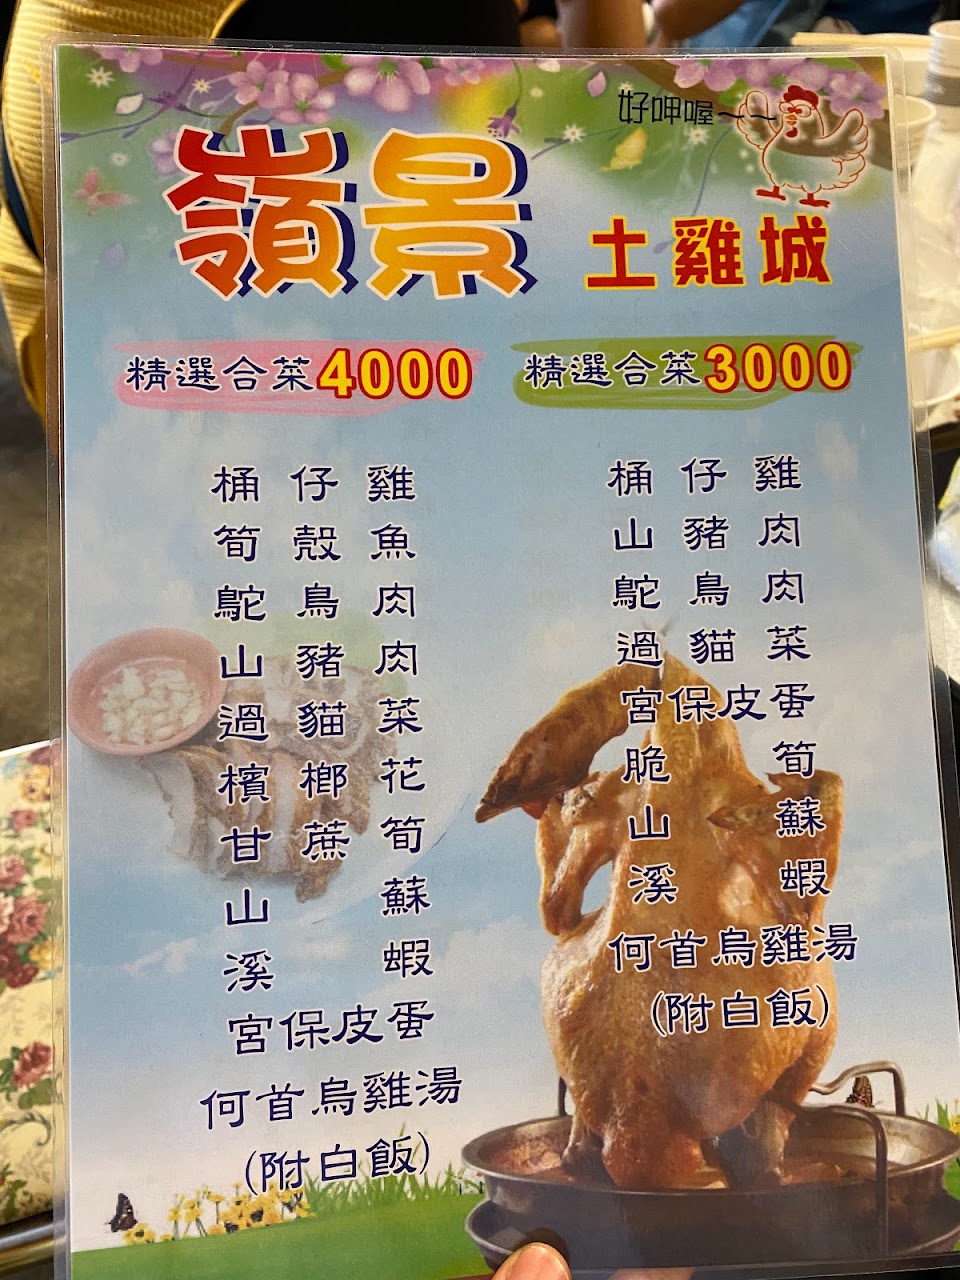 好呷喔~~
嶺景 土雞城
精選合菜4000
桶仔雞
筍殼魚
鴕鳥肉
山豬肉
過貓菜
檳榔花
甘蔗筍
山蘇
溪蝦
宮保皮蛋
何首烏雞湯
(附白飯)
精選合菜3000
桶仔雞
山豬肉
鴕鳥肉
過貓菜
宮保皮蛋
脆筍
山蘇
溪蝦
何首烏雞湯
(附白飯)